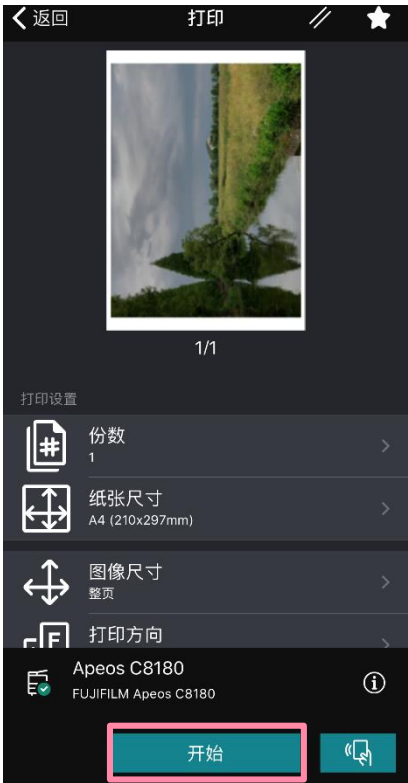 返回
打印
1/1
打印设置
份数
1
纸张尺寸
A4 (210x297mm)
图像尺寸
整页
打印方向
Apeos C8180
FUJIFILM Apeos C8180
开始